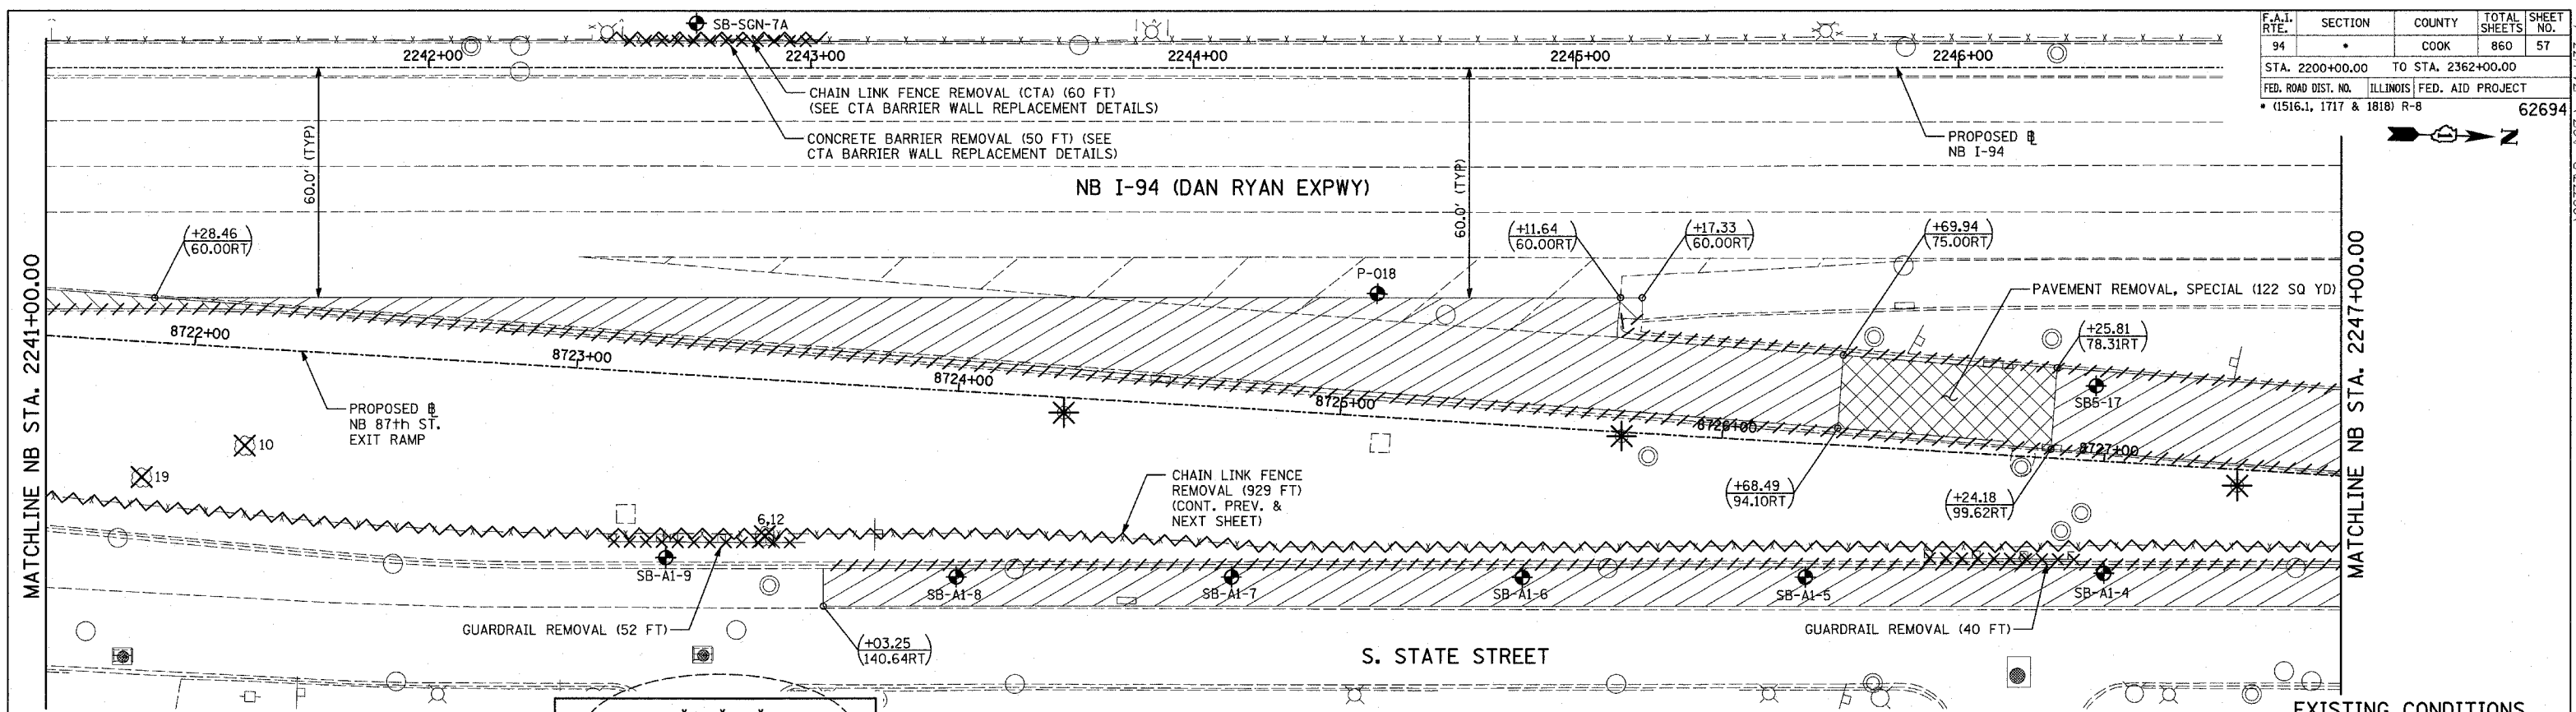 F.A.I. RTE. SECTION COUNTY TOTAL SHEETS SHEET NO.
94 * COOK 860 57
STA. 2200+00.00 TO STA. 2362+00.00
FED. ROAD DIST. NO. ILLINOIS FED. AID PROJECT
* (1516.1, 1717 & 1818) R-8
62694
N
SB-SGN-7A
2242+00
2243+00
2244+00
2245+00
2246+00
CHAIN LINK FENCE REMOVAL (CTA) (60 FT)
(SEE CTA BARRIER WALL REPLACEMENT DETAILS)
CONCRETE BARRIER REMOVAL (50 FT) (SEE
CTA BARRIER WALL REPLACEMENT DETAILS)
PROPOSED BL
NB I-94
60.0' (TYP)
60.0' (TYP)
NB I-94 (DAN RYAN EXPWY)
(+28.46
60.00RT)
(+11.64
60.00RT)
(+17.33
60.00RT)
(+69.94
75.00RT)
P-018
PAVEMENT REMOVAL, SPECIAL (122 SQ YD)
(+25.81
78.31RT)
MATCHLINE NB STA. 2241+00.00
MATCHLINE NB STA. 2247+00.00
8722+00
8723+00
8724+00
8725+00
8726+00
8727+00
SB5-17
PROPOSED BL
NB 87th ST.
EXIT RAMP
10
19
CHAIN LINK FENCE
REMOVAL (929 FT)
(CONT. PREV. &
NEXT SHEET)
(+68.49
94.10RT)
(+24.18
99.62RT)
6,12
SB-A1-9
SB-A1-8
SB-A1-7
SB-A1-6
SB-A1-5
SB-A1-4
GUARDRAIL REMOVAL (52 FT)
GUARDRAIL REMOVAL (40 FT)
(+03.25
140.64RT)
S. STATE STREET
EXISTING CONDITIONS